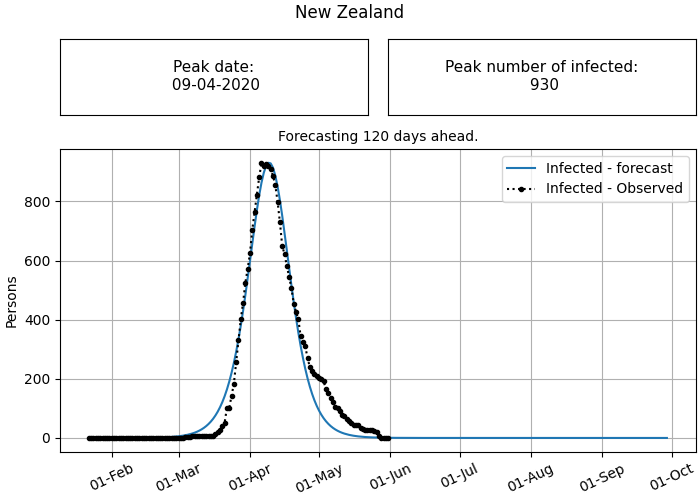 New Zealand
Peak date:
09-04-2020
Peak number of infected:
930
Forecasting 120 days ahead.
Infected - forecast
Infected - Observed
Persons
800
600
400
200
0
01-Feb
01-Mar
01-Apr
01-May
01-Jun
01-Jul
01-Aug
01-Sep
01-Oct